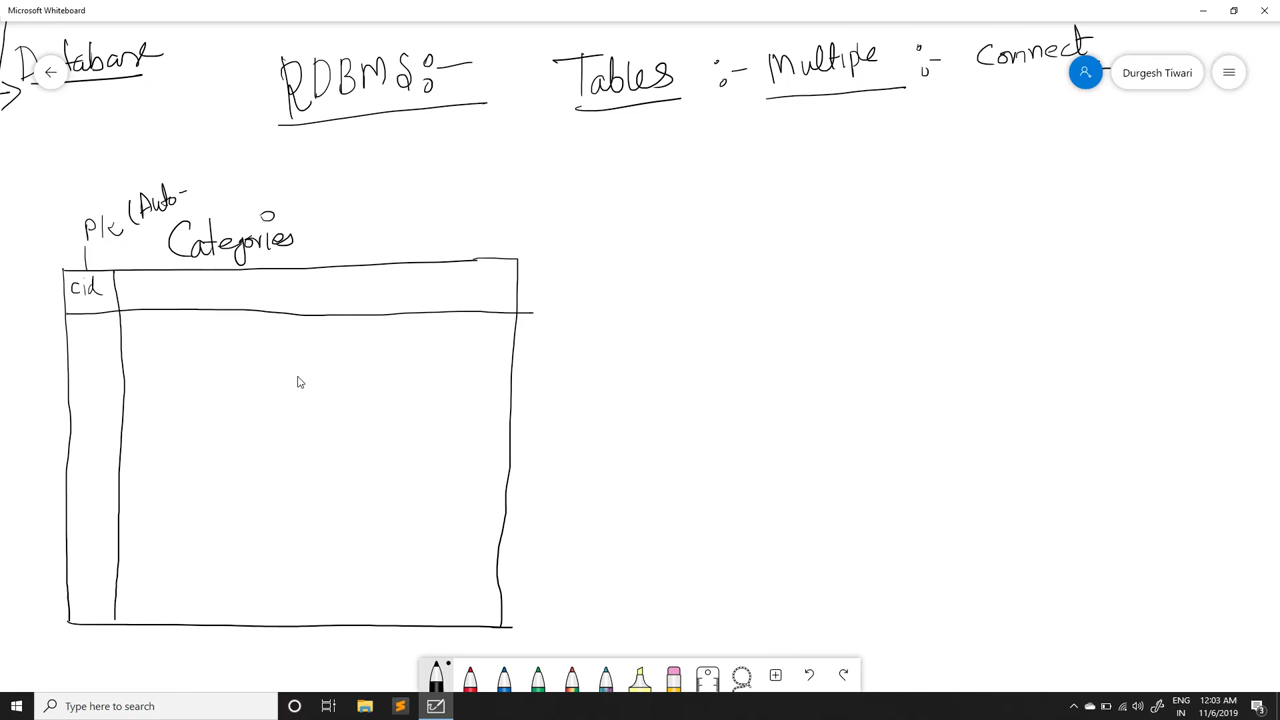 Microsoft Whiteboard
Database
RDBMS :-
Tables :- Multiple :- Connect
Durgesh Tiwari
PK (Auto-
Categories
cid
Type here to search
ENG
IN
12:03 AM
11/6/2019
3